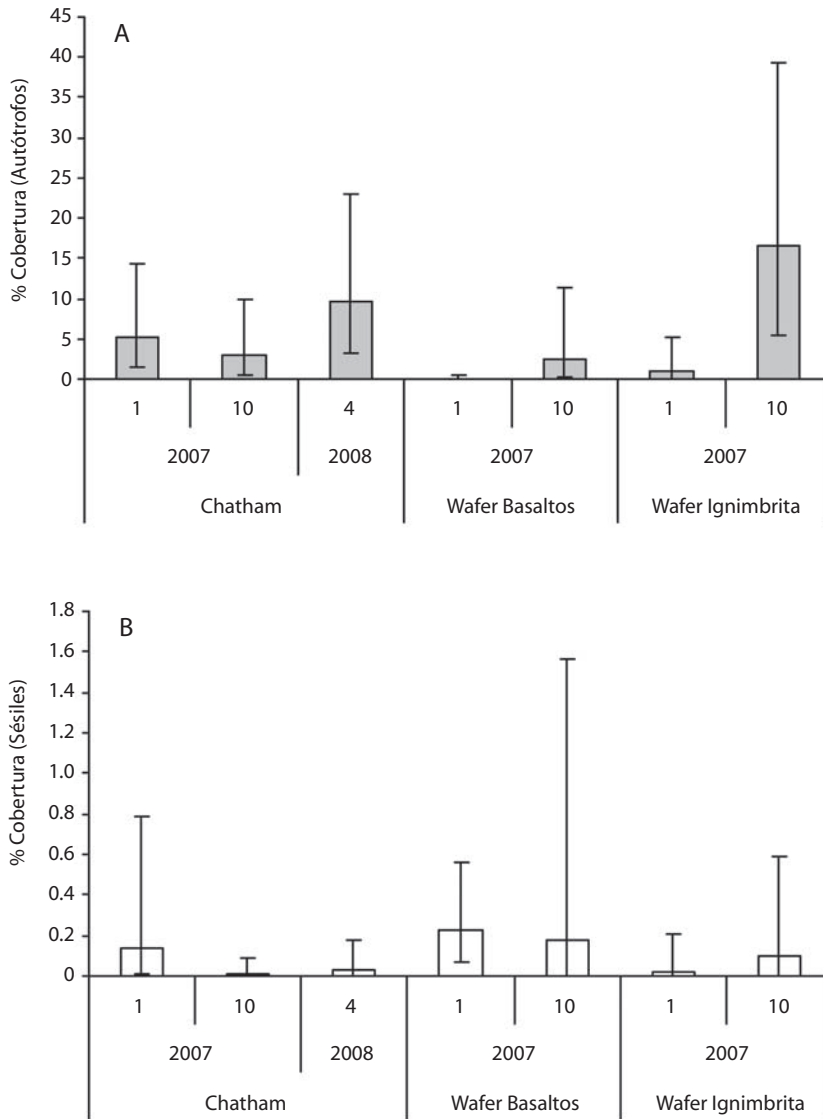 A
% Cobertura (Autótrofos)
45
40
35
30
25
20
15
10
5
0
1 10 4 1 10 1 10
2007 2008 2007 2007
Chatham Wafer Basaltos Wafer Ignimbrita
B
% Cobertura (Sésiles)
1.8
1.6
1.4
1.2
1.0
0.8
0.6
0.4
0.2
0
1 10 4 1 10 1 10
2007 2008 2007 2007
Chatham Wafer Basaltos Wafer Ignimbrita